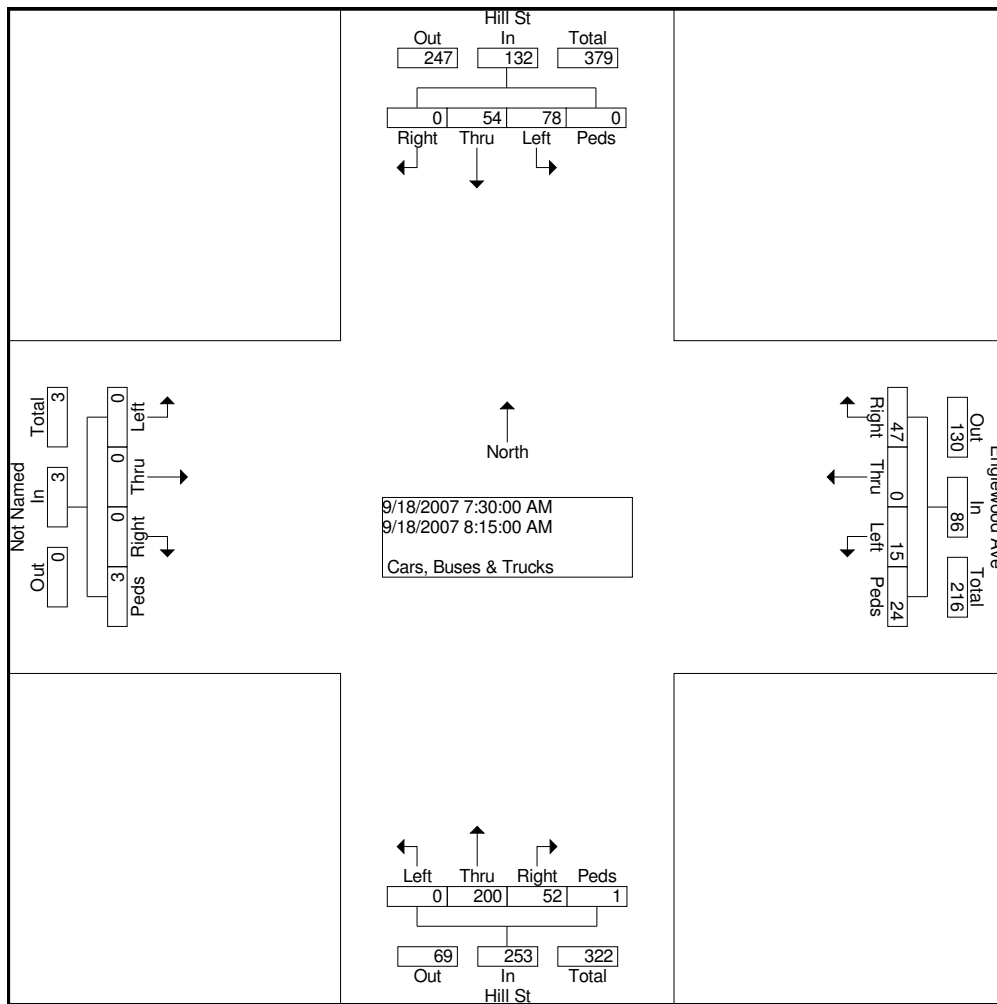 Hill St
Out In Total
247 132 379
0 54 78 0
Right Thru Left Peds
Not Named
Out In Total
0 3 3
0 0 0 3
Left Thru Right Peds
North
9/18/2007 7:30:00 AM
9/18/2007 8:15:00 AM
Cars, Buses & Trucks
Right Thru Left Peds
47 0 15 24
Out In Total
130 86 216
Englewood Ave
Left Thru Right Peds
0 200 52 1
69 253 322
Out In Total
Hill St